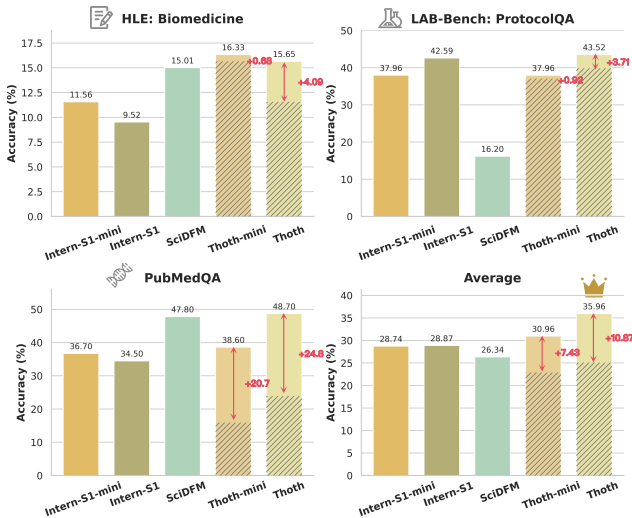 HLE: Biomedicine
Accuracy (%)
17.5
15.0
12.5
10.0
7.5
5.0
2.5
0.0
11.56
9.52
15.01
16.33
+0.68
15.65
+4.09
Intern-S1-mini
Intern-S1
SciDFM
Thoth-mini
Thoth
LAB-Bench: ProtocolQA
Accuracy (%)
50
40
30
20
10
0
37.96
42.59
16.20
37.96
+0.92
43.52
+3.71
Intern-S1-mini
Intern-S1
SciDFM
Thoth-mini
Thoth
PubMedQA
Accuracy (%)
50
40
30
20
10
0
36.70
34.50
47.80
38.60
+20.7
48.70
+24.8
Intern-S1-mini
Intern-S1
SciDFM
Thoth-mini
Thoth
Average
Accuracy (%)
40
35
30
25
20
15
10
5
0
28.74
28.87
26.34
30.96
+7.43
35.96
+10.87
Intern-S1-mini
Intern-S1
SciDFM
Thoth-mini
Thoth